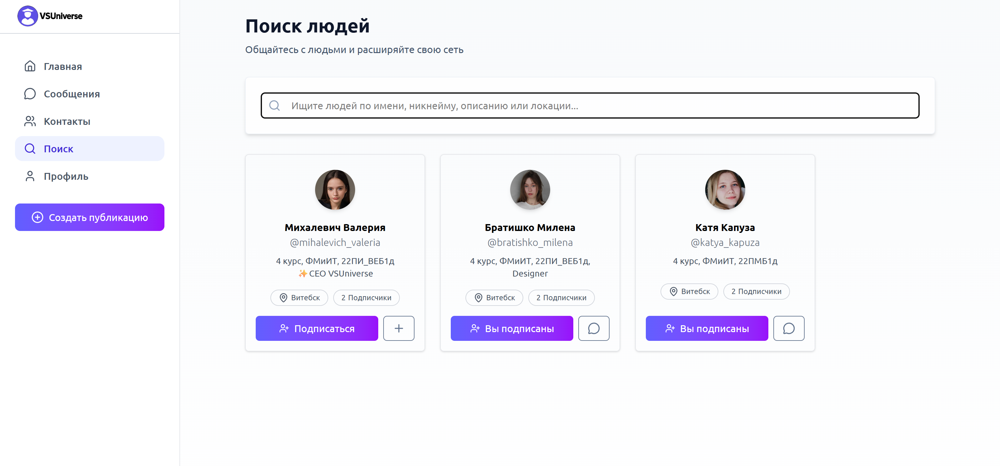 VSUniverse
Главная
Сообщения
Контакты
Поиск
Профиль
Создать публикацию
Поиск людей
Общайтесь с людьми и расширяйте свою сеть
Ищите людей по имени, никнейму, описанию или локации...
Михалевич Валерия
@mihalevich_valeria
4 курс, ФМиИТ, 22ПИ_ВЕБ1д
✨ CEO VSUniverse
Витебск
2 Подписчики
Подписаться
Братишко Милена
@bratishko_milena
4 курс, ФМиИТ, 22ПИ_ВЕБ1д,
Designer
Витебск
2 Подписчики
Вы подписаны
Катя Капуза
@katya_kapuza
4 курс, ФМиИТ, 22ПМБ1д
Витебск
2 Подписчики
Вы подписаны